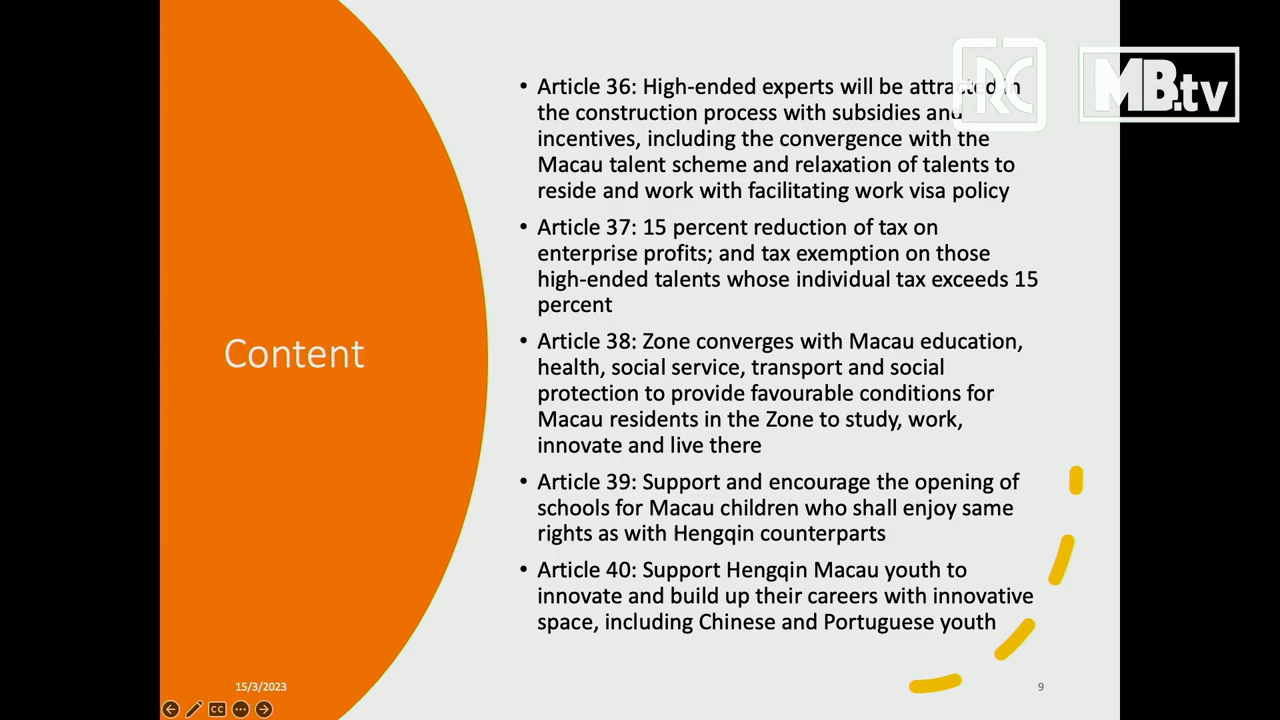 Content
• Article 36: High-ended experts will be attracted in
the construction process with subsidies and
incentives, including the convergence with the
Macau talent scheme and relaxation of talents to
reside and work with facilitating work visa policy
• Article 37: 15 percent reduction of tax on
enterprise profits; and tax exemption on those
high-ended talents whose individual tax exceeds 15
percent
• Article 38: Zone converges with Macau education,
health, social service, transport and social
protection to provide favourable conditions for
Macau residents in the Zone to study, work,
innovate and live there
• Article 39: Support and encourage the opening of
schools for Macau children who shall enjoy same
rights as with Hengqin counterparts
• Article 40: Support Hengqin Macau youth to
innovate and build up their careers with innovative
space, including Chinese and Portuguese youth
15/3/2023
9
CC
RC
MB.tv